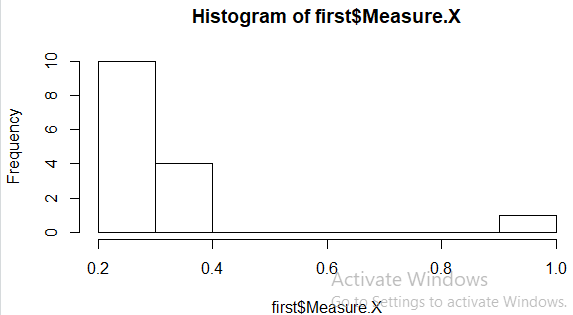 Histogram of first$Measure.X
Frequency
10
8
6
4
2
0
0.2 0.4 0.6 0.8 1.0
first$Measure.X
Activate Windows
Go to Settings to activate Windows.